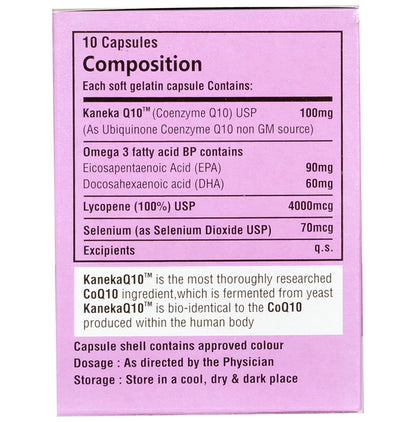 10 Capsules
Composition
Each soft gelatin capsule Contains:
Kaneka Q10™ (Coenzyme Q10) USP 100mg
(As Ubiquinone Coenzyme Q10 non GM source)
Omega 3 fatty acid BP contains
Eicosapentaenoic Acid (EPA) 90mg
Docosahexaenoic acid (DHA) 60mg
Lycopene (100%) USP 4000mcg
Selenium (as Selenium Dioxide USP) 70mcg
Excipients q.s.
KanekaQ10™ is the most thoroughly researched
CoQ10 ingredient,which is fermented from yeast
KanekaQ10™ is bio-identical to the CoQ10
produced within the human body
Capsule shell contains approved colour
Dosage : As directed by the Physician
Storage : Store in a cool, dry & dark place